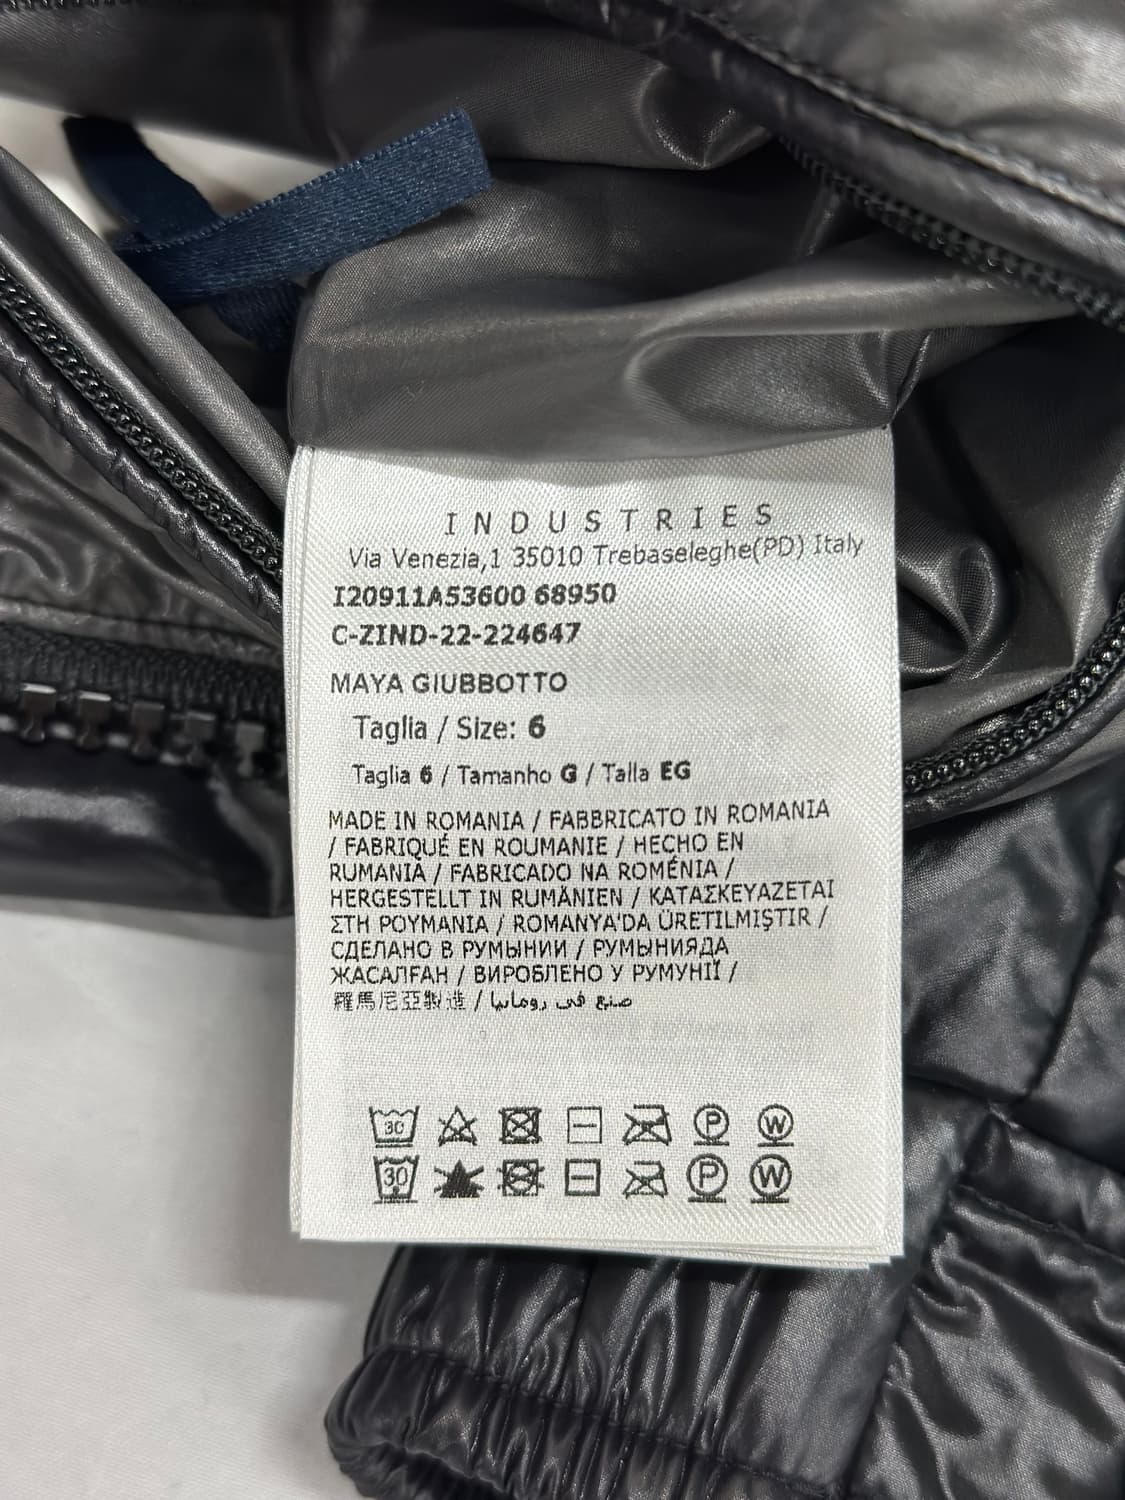 INDUSTRIES
Via Venezia,1 35010 Trebaseleghe(PD) Italy
I20911A53600 68950
C-ZIND-22-224647
MAYA GIUBBOTTO
Taglia / Size: 6
Taglia 6 / Tamanho G / Talla EG
MADE IN ROMANIA / FABBRICATO IN ROMANIA
/ FABRIQUÉ EN ROUMANIE / HECHO EN
RUMANIA / FABRICADO NA ROMÉNIA /
HERGESTELLT IN RUMÄNIEN / ΚΑΤΑΣΚΕΥΑΖΕΤΑΙ
ΣΤΗ ΡΟΥΜΑΝΙΑ / ROMANYA'DA ÜRETILMIŞTIR /
СДЕЛАНО В РУМЫНИИ / РУМЫНИЯДА
ЖАСАЛҒАН / ВИРОБЛЕНО У РУМУНІЇ /
羅馬尼亞製造 / صنع في رومانيا
30 P W
30 P W